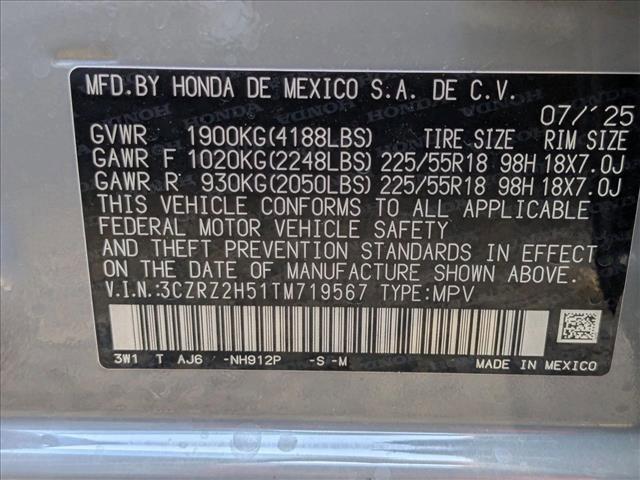 MFD.BY HONDA DE MEXICO S.A. DE C.V.
07/'25
GVWR 1900KG(4188LBS) TIRE SIZE RIM SIZE
GAWR F 1020KG(2248LBS) 225/55R18 98H 18X7.0J
GAWR R 930KG(2050LBS) 225/55R18 98H 18X7.0J
THIS VEHICLE CONFORMS TO ALL APPLICABLE
FEDERAL MOTOR VEHICLE SAFETY
AND THEFT PREVENTION STANDARDS IN EFFECT
ON THE DATE OF MANUFACTURE SHOWN ABOVE.
V.I.N.:3CZRZ2H51TM719567 TYPE:MPV
3W1 T AJ6 -NH912P -S-M MADE IN MEXICO